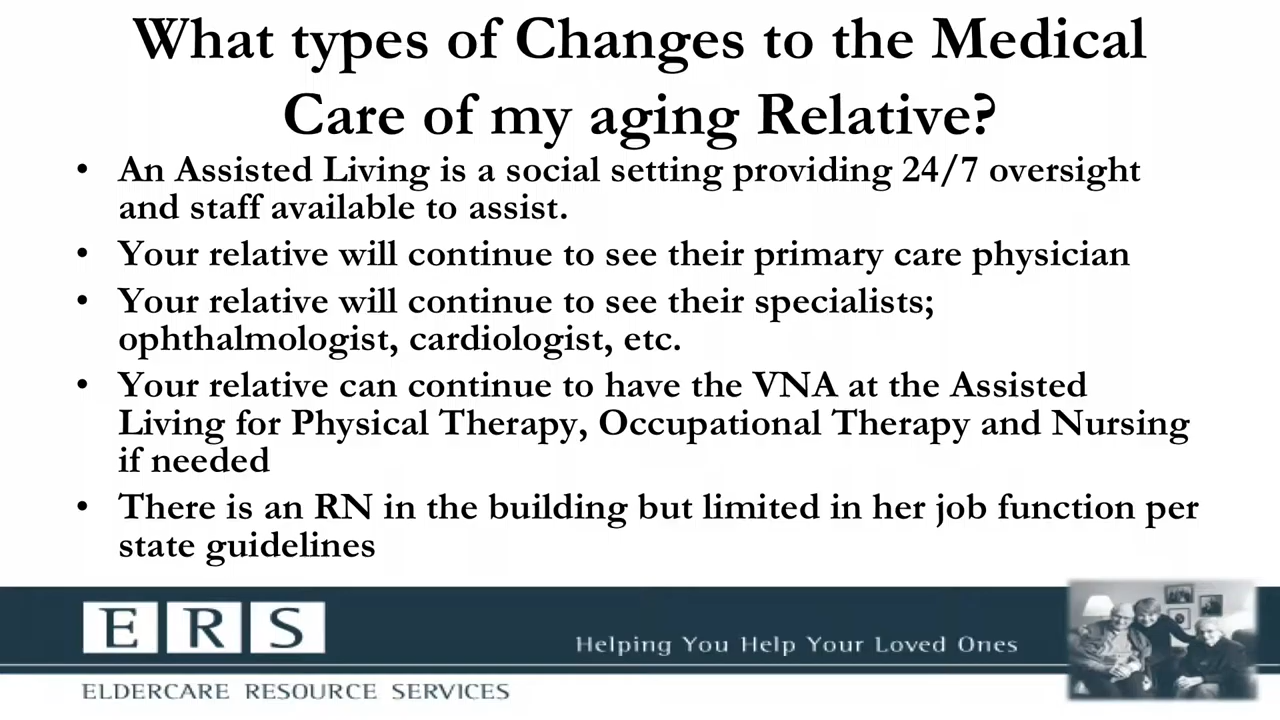 What types of Changes to the Medical
Care of my aging Relative?
• An Assisted Living is a social setting providing 24/7 oversight
and staff available to assist.
• Your relative will continue to see their primary care physician
• Your relative will continue to see their specialists;
ophthalmologist, cardiologist, etc.
• Your relative can continue to have the VNA at the Assisted
Living for Physical Therapy, Occupational Therapy and Nursing
if needed
• There is an RN in the building but limited in her job function per
state guidelines
E R S
Helping You Help Your Loved Ones
ELDERCARE RESOURCE SERVICES